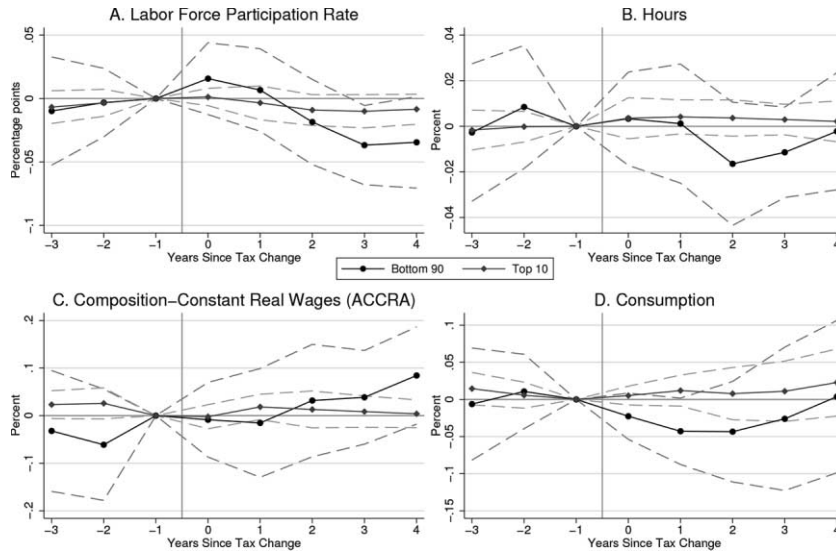 A. Labor Force Participation Rate
Percentage points
.05
0
-.05
-.1
-3 -2 -1 0 1 2 3 4
Years Since Tax Change
B. Hours
Percent
.04
.02
0
-.02
-.04
-3 -2 -1 0 1 2 3 4
Years Since Tax Change
Bottom 90 Top 10
C. Composition-Constant Real Wages (ACCRA)
Percent
.2
.1
0
-.1
-.2
-3 -2 -1 0 1 2 3 4
Years Since Tax Change
D. Consumption
Percent
.1
.05
0
-.05
-.1
-.15
-3 -2 -1 0 1 2 3 4
Years Since Tax Change